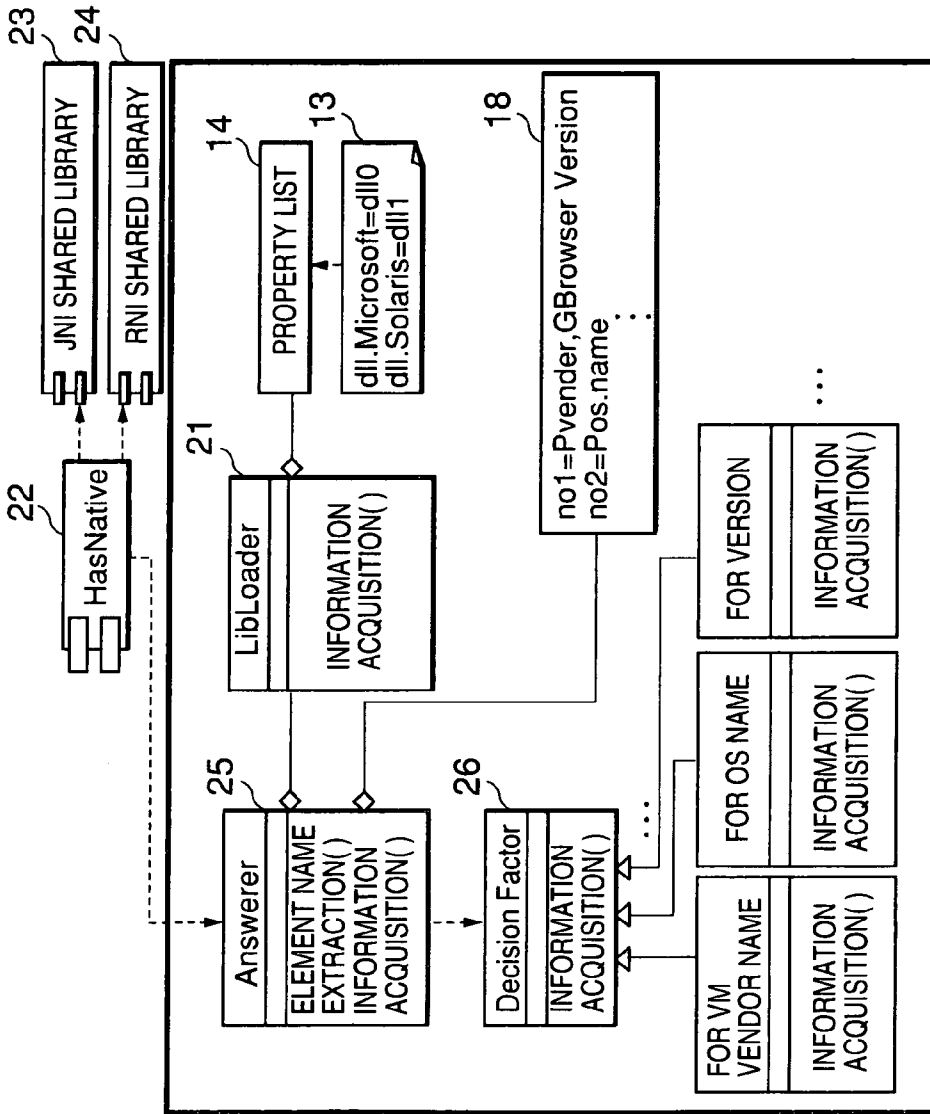 23
JNI SHARED LIBRARY
24
RNI SHARED LIBRARY
22
HasNative
14
PROPERTY LIST
13
dll.Microsoft=dll0
dll.Solaris=dll1
21
LibLoader
INFORMATION
ACQUISITION( )
25
Answerer
ELEMENT NAME
EXTRACTION( )
INFORMATION
ACQUISITION( )
18
no1=Pvender,GBrowser Version
no2=Pos.name
26
Decision Factor
INFORMATION
ACQUISITION( )
...
FOR VM
VENDOR NAME
INFORMATION
ACQUISITION( )
FOR OS NAME
INFORMATION
ACQUISITION( )
FOR VERSION
INFORMATION
ACQUISITION( )
...